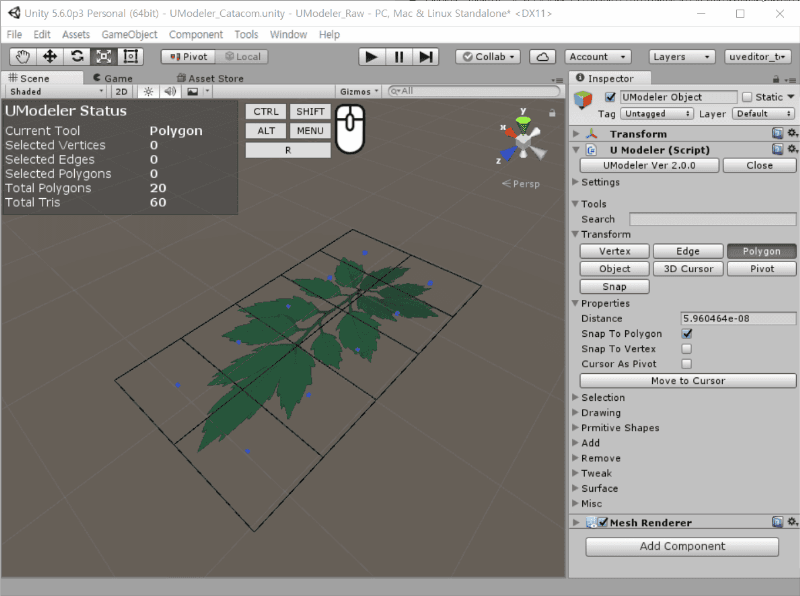 Unity 5.6.0p3 Personal (64bit) - UModeler_Catacom.unity - UModeler_Raw - PC, Mac & Linux Standalone* <DX11>
File Edit Assets GameObject Component Tools Window Help
Pivot Local Collab Account Layers uveditor_t
Scene Game Asset Store Inspector
Shaded 2D Gizmos All
UModeler Status
Current Tool Polygon
Selected Vertices 0
Selected Edges 0
Selected Polygons 0
Total Polygons 20
Total Tris 60
CTRL SHIFT
ALT MENU
R
y
x
z
Persp
UModeler Object Static
Tag Untagged Layer Default
Transform
U Modeler (Script)
UModeler Ver 2.0.0 Close
Settings
Tools
Search
Transform
Vertex Edge Polygon
Object 3D Cursor Pivot
Snap
Properties
Distance 5.960464e-08
Snap To Polygon
Snap To Vertex
Cursor As Pivot
Move to Cursor
Selection
Drawing
Prmitive Shapes
Add
Remove
Tweak
Surface
Misc
Mesh Renderer
Add Component